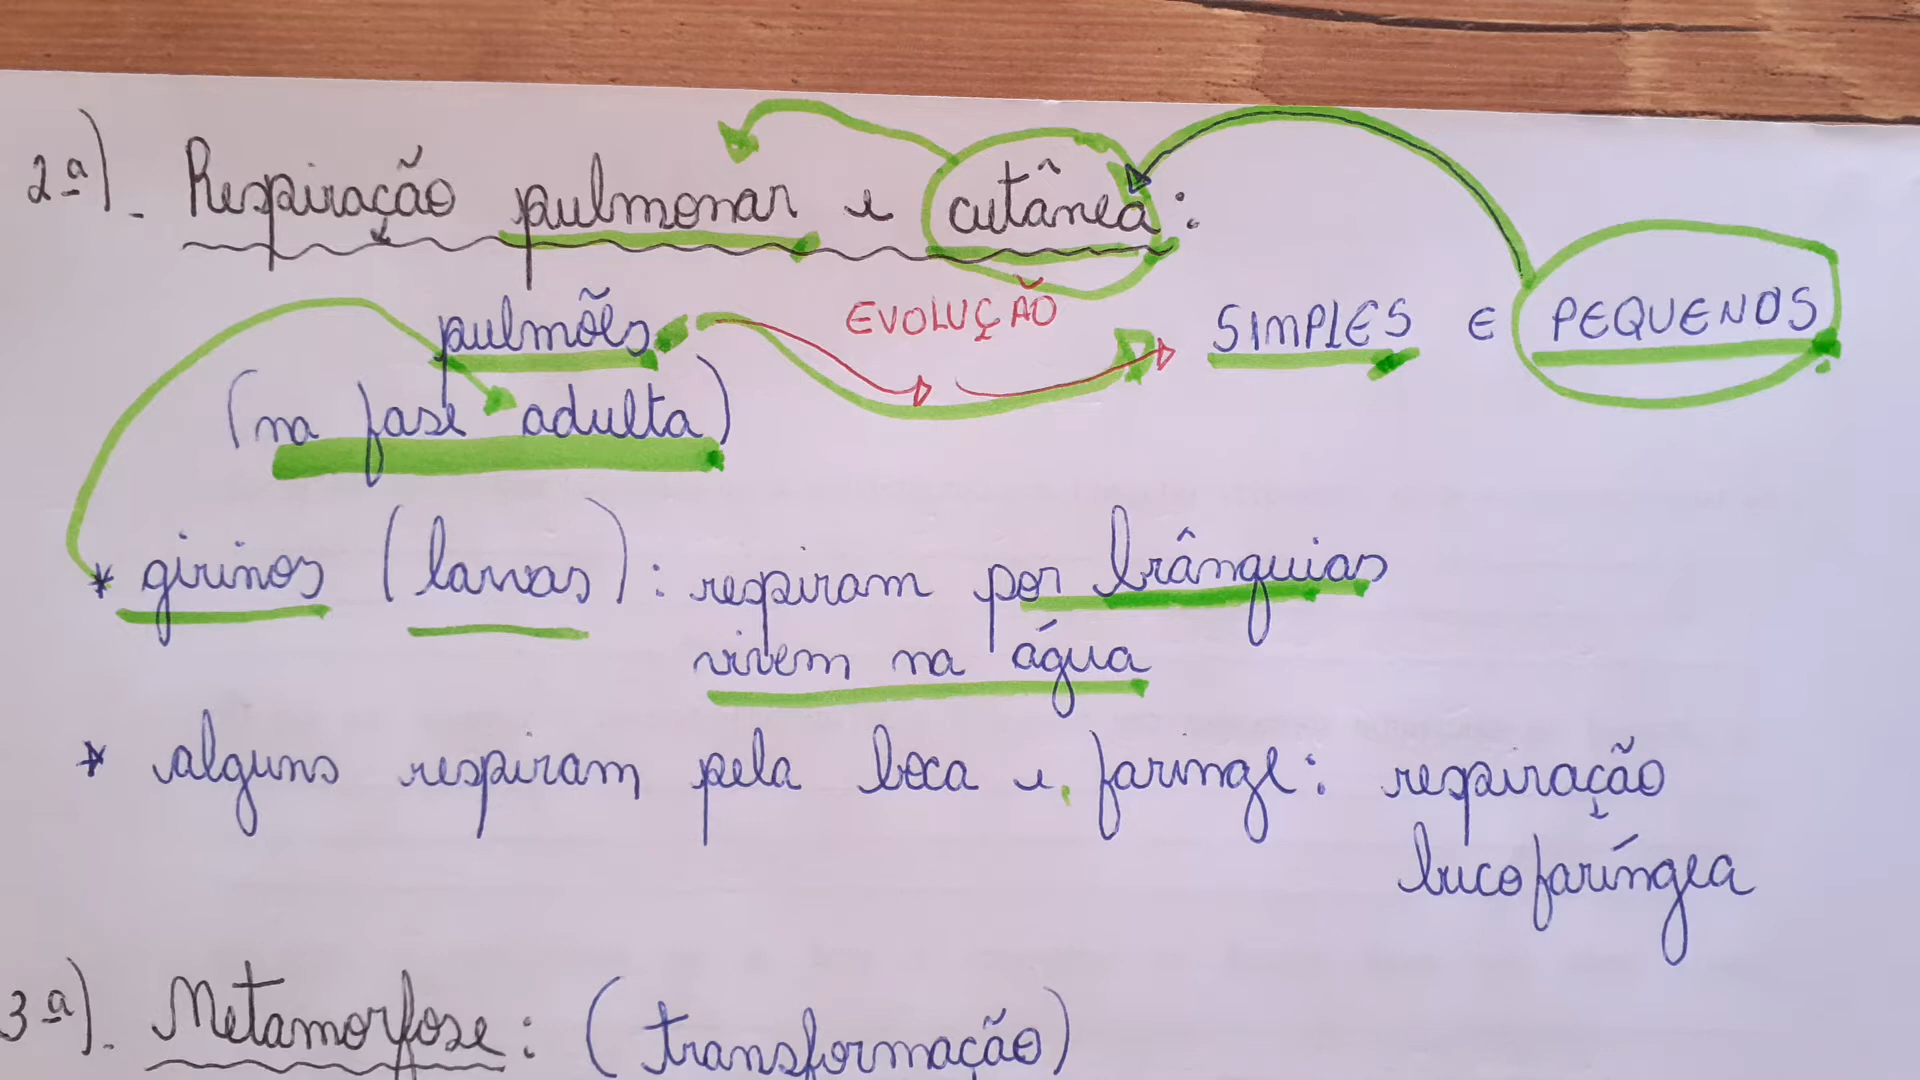 2ª). Respiração pulmonar e cutânea:
pulmões EVOLUÇÃO SIMPLES E PEQUENOS
(na fase adulta)
* girinos (larvas): respiram por brânquias
vivem na água
* alguns respiram pela boca e faringe: respiração
bucofaríngea
3ª). Metamorfose: (transformação)